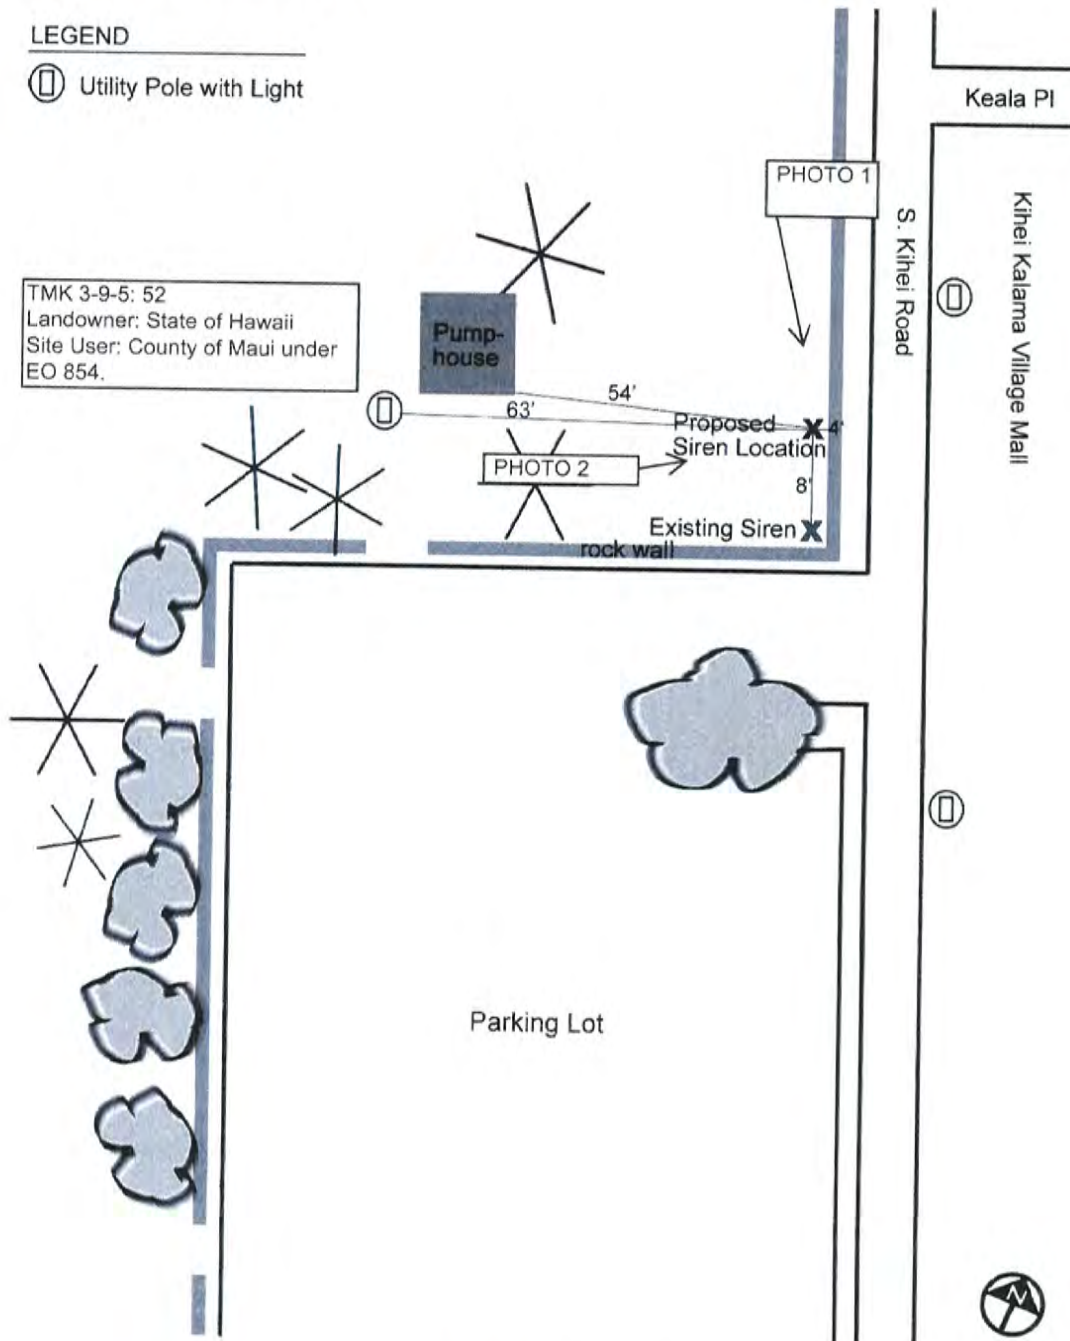 LEGEND
Utility Pole with Light
Keala Pl
PHOTO 1
S. Kihei Road
Kihei Kalama Village Mall
TMK 3-9-5: 52
Landowner: State of Hawaii
Site User: County of Maui under
EO 854.
Pump-
house
54'
63'
Proposed
Siren Location
4'
PHOTO 2
8'
Existing Siren
rock wall
Parking Lot
N